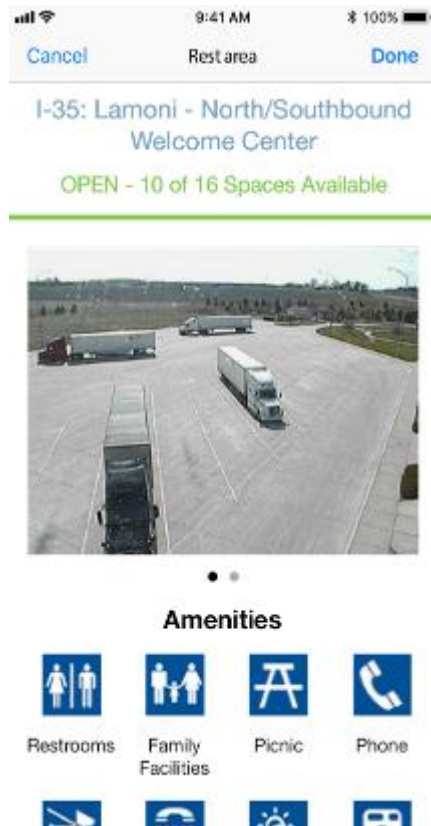 9:41 AM
100%
Cancel
Rest area
Done
I-35: Lamoni - North/Southbound
Welcome Center
OPEN - 10 of 16 Spaces Available
Amenities
Restrooms
Family
Facilities
Picnic
Phone